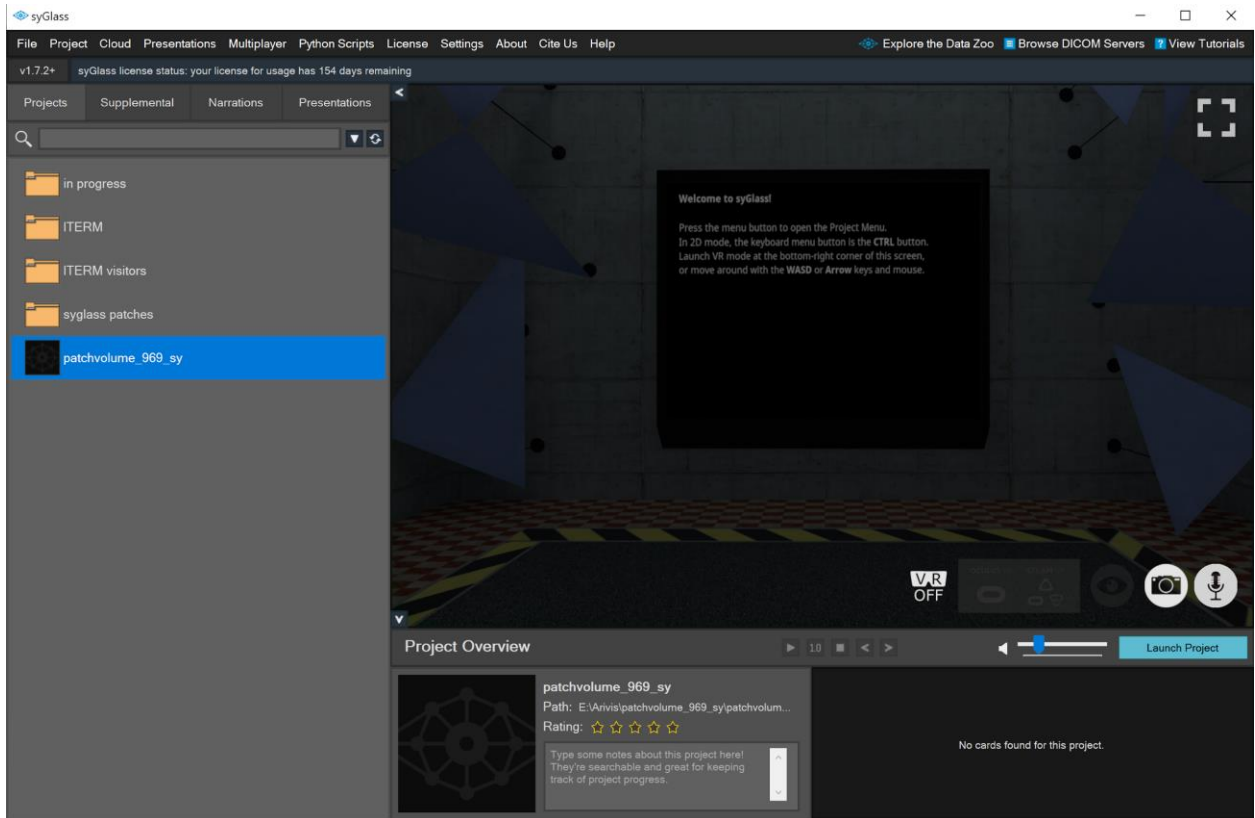 syGlass
File Project Cloud Presentations Multiplayer Python Scripts License Settings About Cite Us Help
Explore the Data Zoo Browse DICOM Servers ? View Tutorials
v1.7.2+ syGlass license status: your license for usage has 154 days remaining
Projects Supplemental Narrations Presentations
in progress
ITERM
ITERM visitors
syglass patches
patchvolume_969_sy
Welcome to syGlass!
Press the menu button to open the Project Menu.
In 2D mode, the keyboard menu button is the CTRL button.
Launch VR mode at the bottom-right corner of this screen,
or move around with the WASD or Arrow keys and mouse.
VR
OFF
Project Overview
1.0
Launch Project
patchvolume_969_sy
Path: E:\Arivis\patchvolume_969_sy\patchvolum...
Rating:
Type some notes about this project here!
They're searchable and great for keeping
track of project progress.
No cards found for this project.